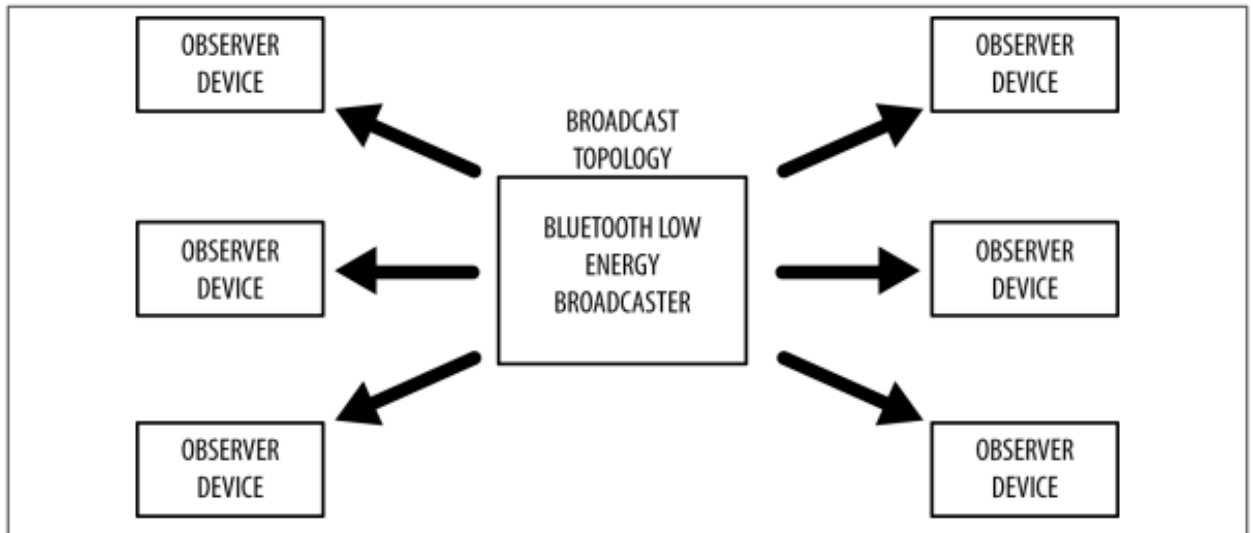 OBSERVER
DEVICE
OBSERVER
DEVICE
BROADCAST
TOPOLOGY
BLUETOOTH LOW
ENERGY
BROADCASTER
OBSERVER
DEVICE
OBSERVER
DEVICE
OBSERVER
DEVICE
OBSERVER
DEVICE